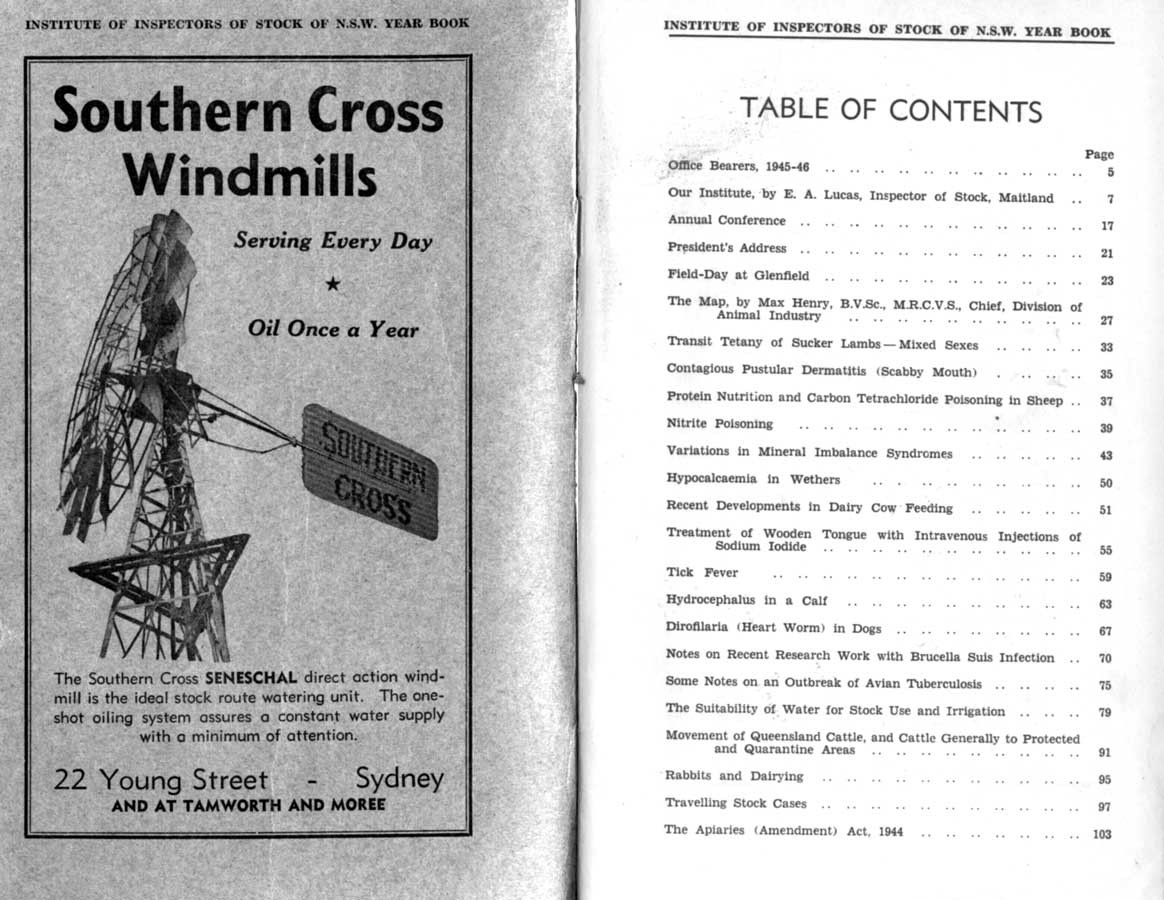 INSTITUTE OF INSPECTORS OF STOCK OF N.S.W. YEAR BOOK
Southern Cross
Windmills
Serving Every Day
★
Oil Once a Year
SOUTHERN
CROSS
The Southern Cross SENESCHAL direct action wind-
mill is the ideal stock route watering unit. The one-
shot oiling system assures a constant water supply
with a minimum of attention.
22 Young Street - Sydney
AND AT TAMWORTH AND MOREE
INSTITUTE OF INSPECTORS OF STOCK OF N.S.W. YEAR BOOK
TABLE OF CONTENTS
Page
Office Bearers, 1945-46 .. .. .. .. .. .. .. .. .. .. .. 5
Our Institute, by E. A. Lucas, Inspector of Stock, Maitland .. 7
Annual Conference .. .. .. .. .. .. .. .. .. .. .. .. 17
President's Address .. .. .. .. .. .. .. .. .. .. .. .. 21
Field-Day at Glenfield .. .. .. .. .. .. .. .. .. .. .. 23
The Map, by Max Henry, B.V.Sc., M.R.C.V.S., Chief, Division of
Animal Industry .. .. .. .. .. .. .. .. .. .. 27
Transit Tetany of Sucker Lambs — Mixed Sexes .. .. .. .. 33
Contagious Pustular Dermatitis (Scabby Mouth) . .. .. .. 35
Protein Nutrition and Carbon Tetrachloride Poisoning in Sheep .. 37
Nitrite Poisoning .. .. .. .. .. .. .. .. .. .. .. .. 39
Variations in Mineral Imbalance Syndromes .. .. .. .. .. 43
Hypocalcaemia in Wethers .. . .. .. .. .. .. .. .. 50
Recent Developments in Dairy Cow Feeding .. .. .. .. .. 51
Treatment of Wooden Tongue with Intravenous Injections of
Sodium Iodide .. .. .. .. .. .. .. .. .. .. .. 55
Tick Fever .. .. .. .. .. .. .. .. .. .. .. .. .. 59
Hydrocephalus in a Calf .. .. .. .. .. .. .. .. .. .. 63
Dirofilaria (Heart Worm) in Dogs .. .. .. .. .. .. .. .. 67
Notes on Recent Research Work with Brucella Suis Infection .. 70
Some Notes on an Outbreak of Avian Tuberculosis .. .. .. .. 75
The Suitability of Water for Stock Use and Irrigation .. .. .. 79
Movement of Queensland Cattle, and Cattle Generally to Protected
and Quarantine Areas .. .. .. .. .. .. .. .. .. 91
Rabbits and Dairying .. .. .. .. .. .. .. .. .. .. .. 95
Travelling Stock Cases .. .. .. .. .. .. .. .. .. .. .. 97
The Apiaries (Amendment) Act, 1944 .. .. .. .. .. .. .. 103